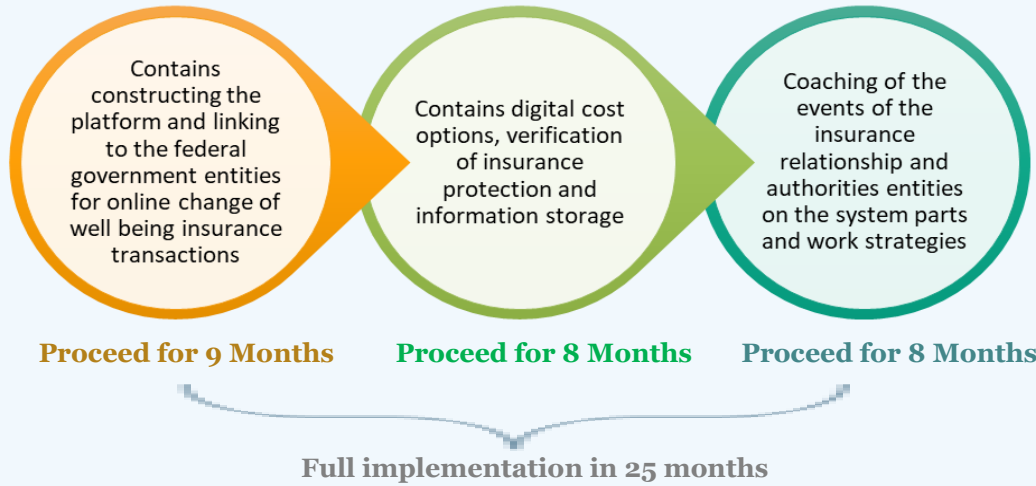 Contains
constructing the
platform and linking
to the federal
government entities
for online change of
well being insurance
transactions
Contains digital cost
options, verification
of insurance
protection and
information storage
Coaching of the
events of the
insurance
relationship and
authorities entities
on the system parts
and work strategies
Proceed for 9 Months
Proceed for 8 Months
Proceed for 8 Months
Full implementation in 25 months